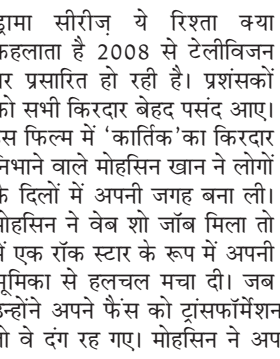 ड्रामा सीरीज़ ये रिश्ता क्या
कहलाता है 2008 से टेलीविजन
पर प्रसारित हो रही है। प्रशंसकों
को सभी किरदार बेहद पसंद आए।
इस फिल्म में ‘कार्तिक’का किरदार
निभाने वाले मोहसिन खान ने लोगों
के दिलों में अपनी जगह बना ली।
मोहसिन ने वेब शो जॉब मिला तो
में एक रॉक स्टार के रूप में अपनी
भूमिका से हलचल मचा दी। जब
उन्होंने अपने फैंस को ट्रांसफॉर्मेशन
तो वे दंग रह गए। मोहसिन ने अप